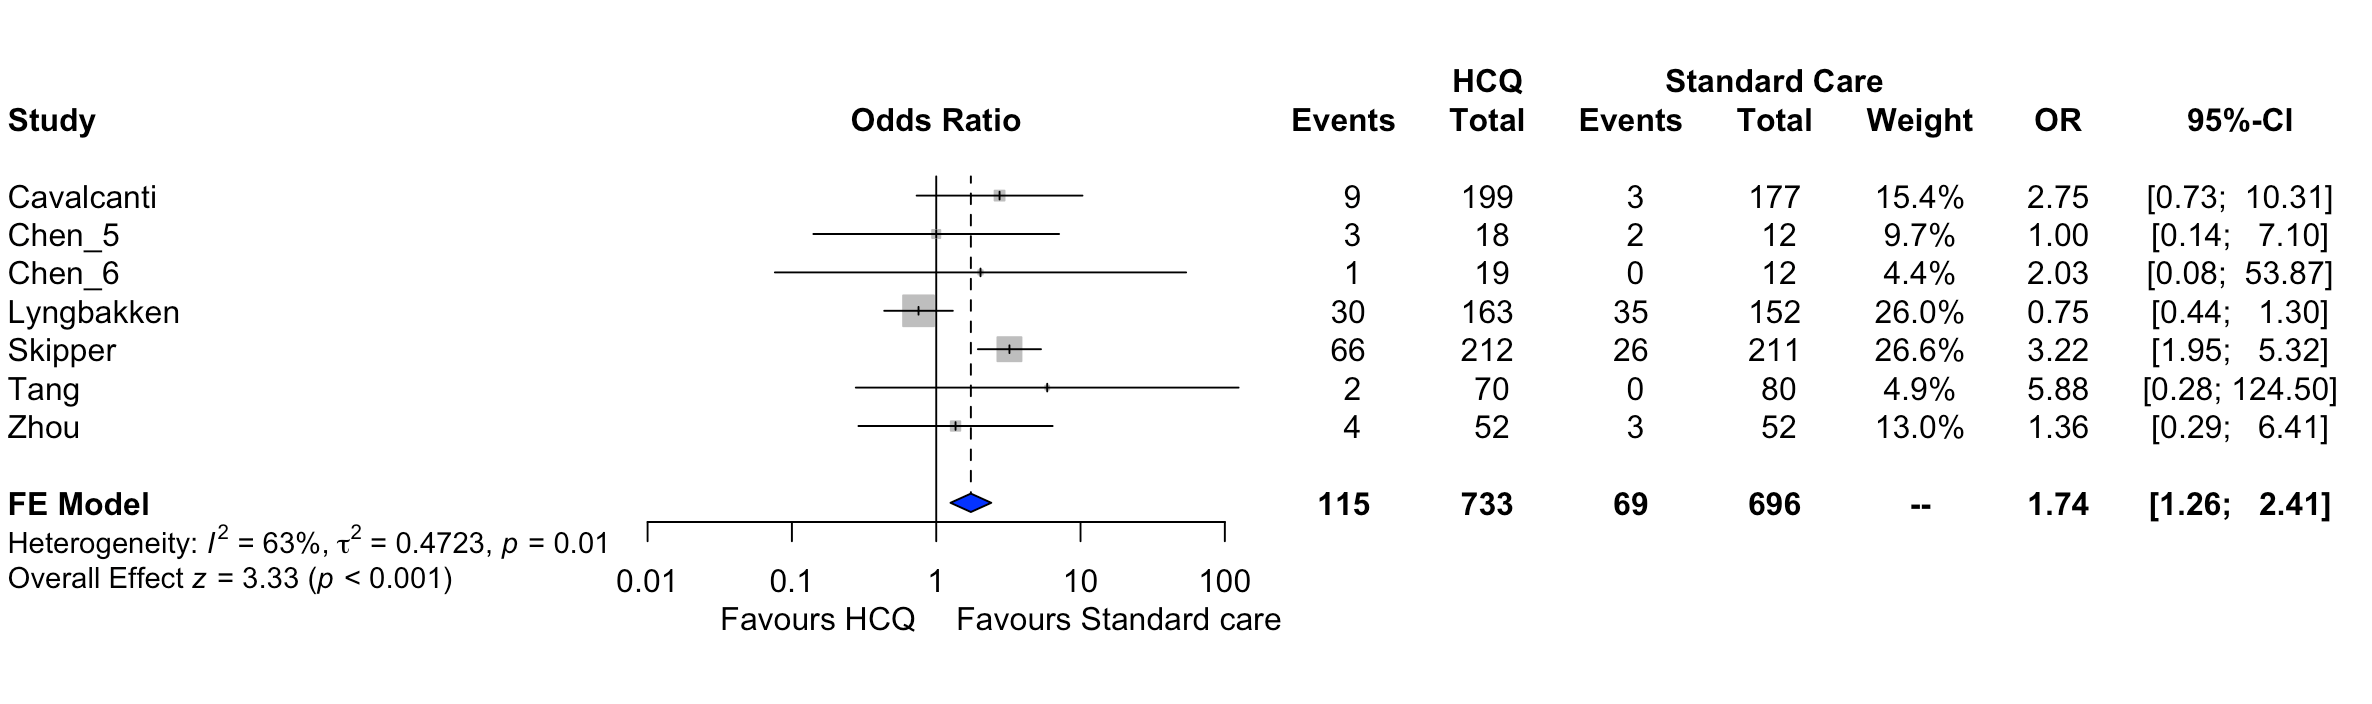 HCQ Standard Care
Study Odds Ratio Events Total Events Total Weight OR 95%-CI
Cavalcanti 9 199 3 177 15.4% 2.75 [0.73; 10.31]
Chen_5 3 18 2 12 9.7% 1.00 [0.14; 7.10]
Chen_6 1 19 0 12 4.4% 2.03 [0.08; 53.87]
Lyngbakken 30 163 35 152 26.0% 0.75 [0.44; 1.30]
Skipper 66 212 26 211 26.6% 3.22 [1.95; 5.32]
Tang 2 70 0 80 4.9% 5.88 [0.28; 124.50]
Zhou 4 52 3 52 13.0% 1.36 [0.29; 6.41]
FE Model 115 733 69 696 -- 1.74 [1.26; 2.41]
Heterogeneity: I² = 63%, τ² = 0.4723, p = 0.01
Overall Effect z = 3.33 (p < 0.001) 0.01 0.1 1 10 100
Favours HCQ Favours Standard care